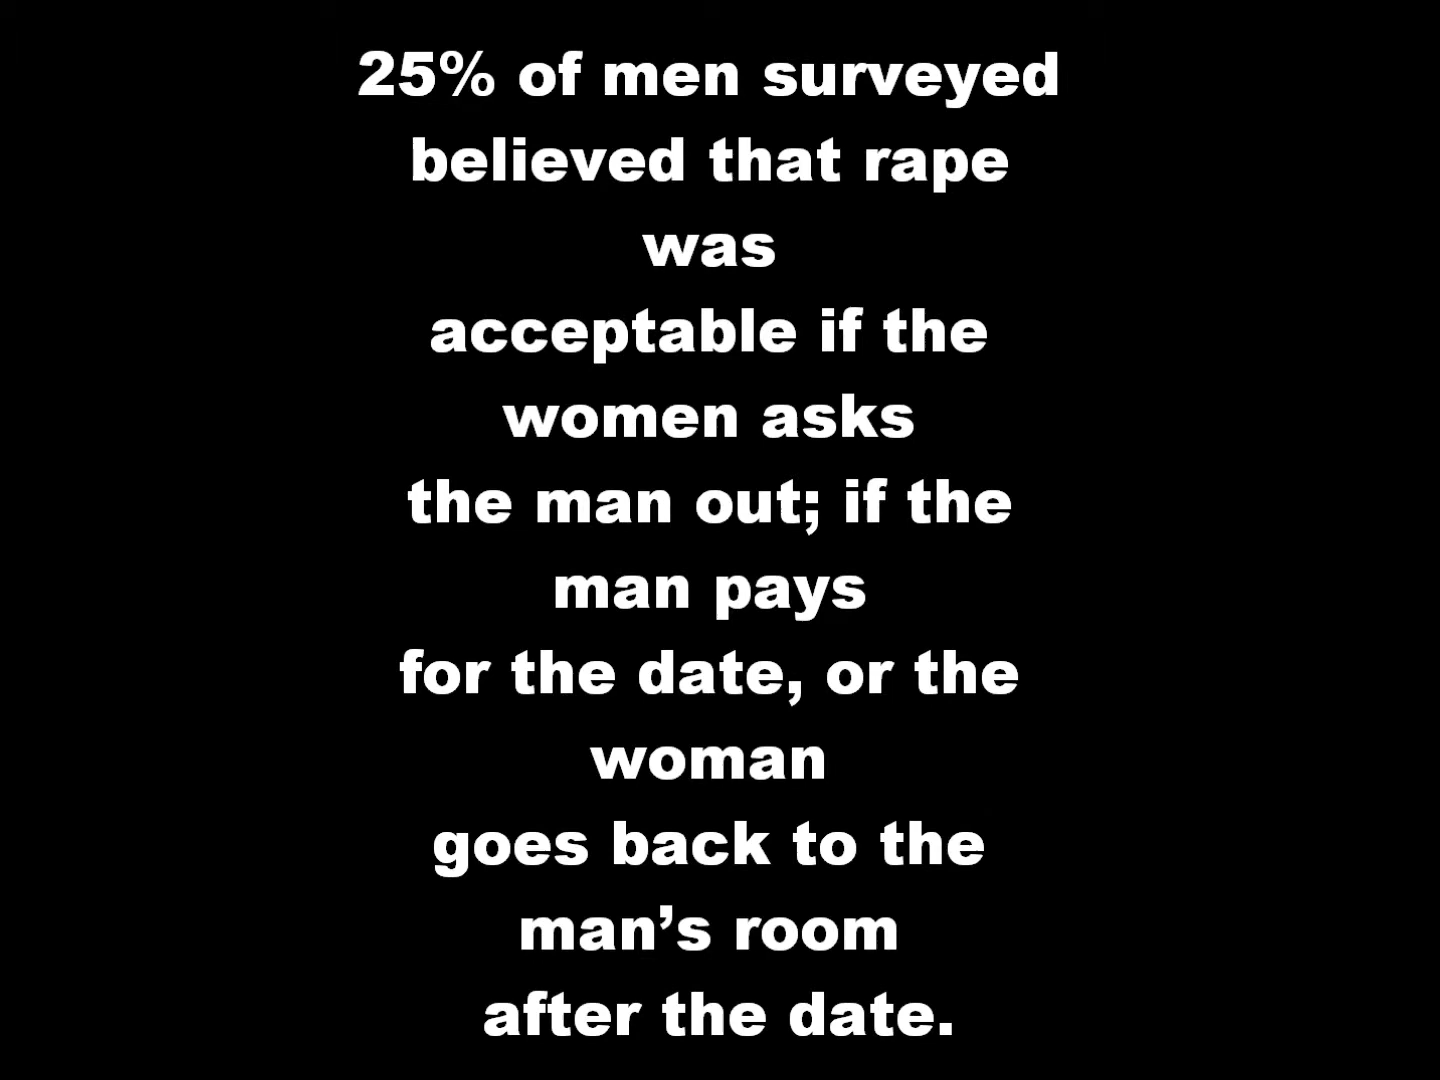 25% of men surveyed
believed that rape
was
acceptable if the
women asks
the man out; if the
man pays
for the date, or the
woman
goes back to the
man’s room
after the date.